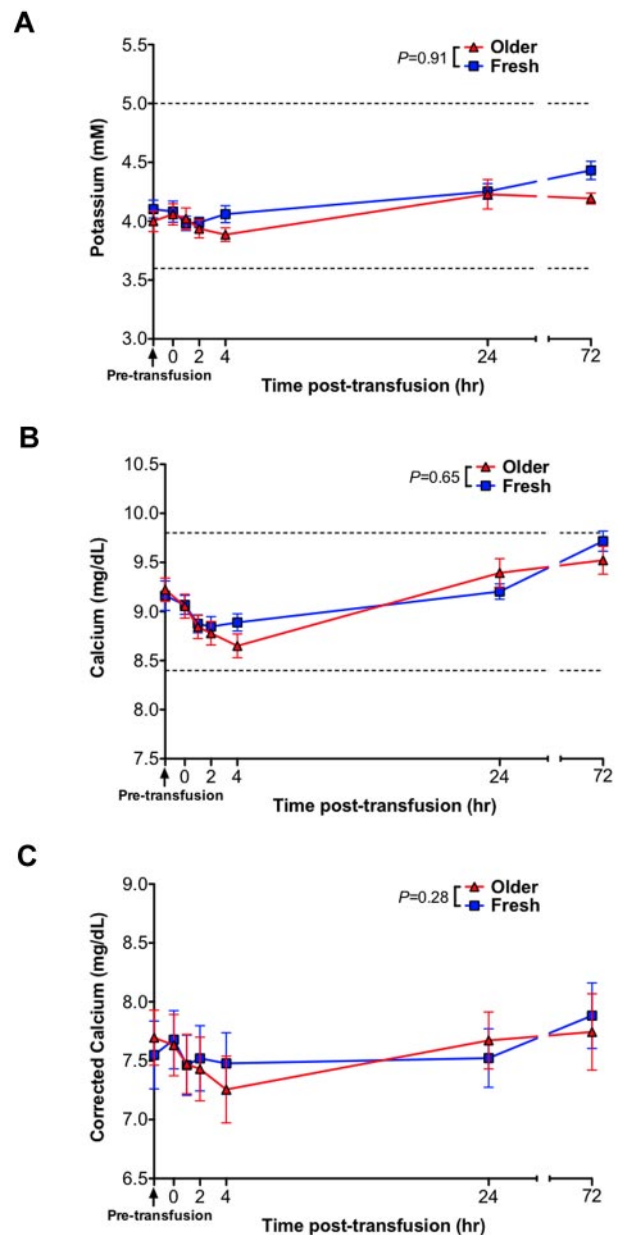 A
5.5
5.0
4.5
4.0
3.5
3.0
Potassium (mM)
P=0.91
Older
Fresh
0 2 4 24 72
Pre-transfusion
Time post-transfusion (hr)
B
10.5
10.0
9.5
9.0
8.5
8.0
7.5
Calcium (mg/dL)
P=0.65
Older
Fresh
0 2 4 24 72
Pre-transfusion
Time post-transfusion (hr)
C
9.0
8.5
8.0
7.5
7.0
6.5
Corrected Calcium (mg/dL)
P=0.28
Older
Fresh
0 2 4 24 72
Pre-transfusion
Time post-transfusion (hr)